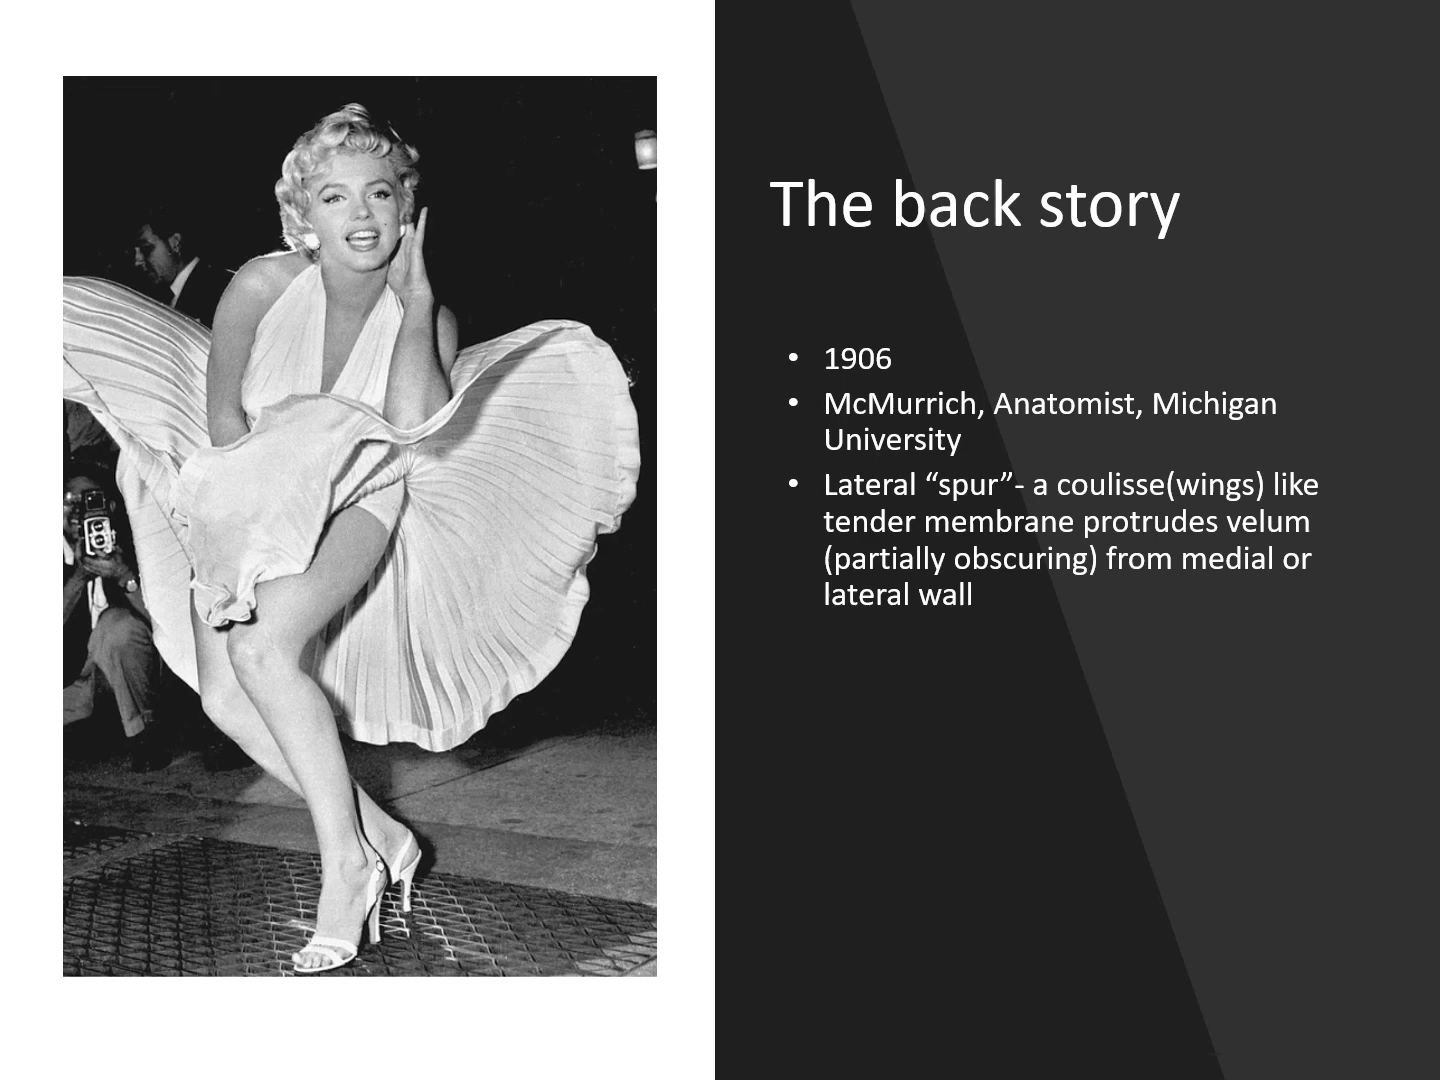 The back story
• 1906
• McMurrich, Anatomist, Michigan
University
• Lateral “spur”- a coulisse(wings) like
tender membrane protrudes velum
(partially obscuring) from medial or
lateral wall